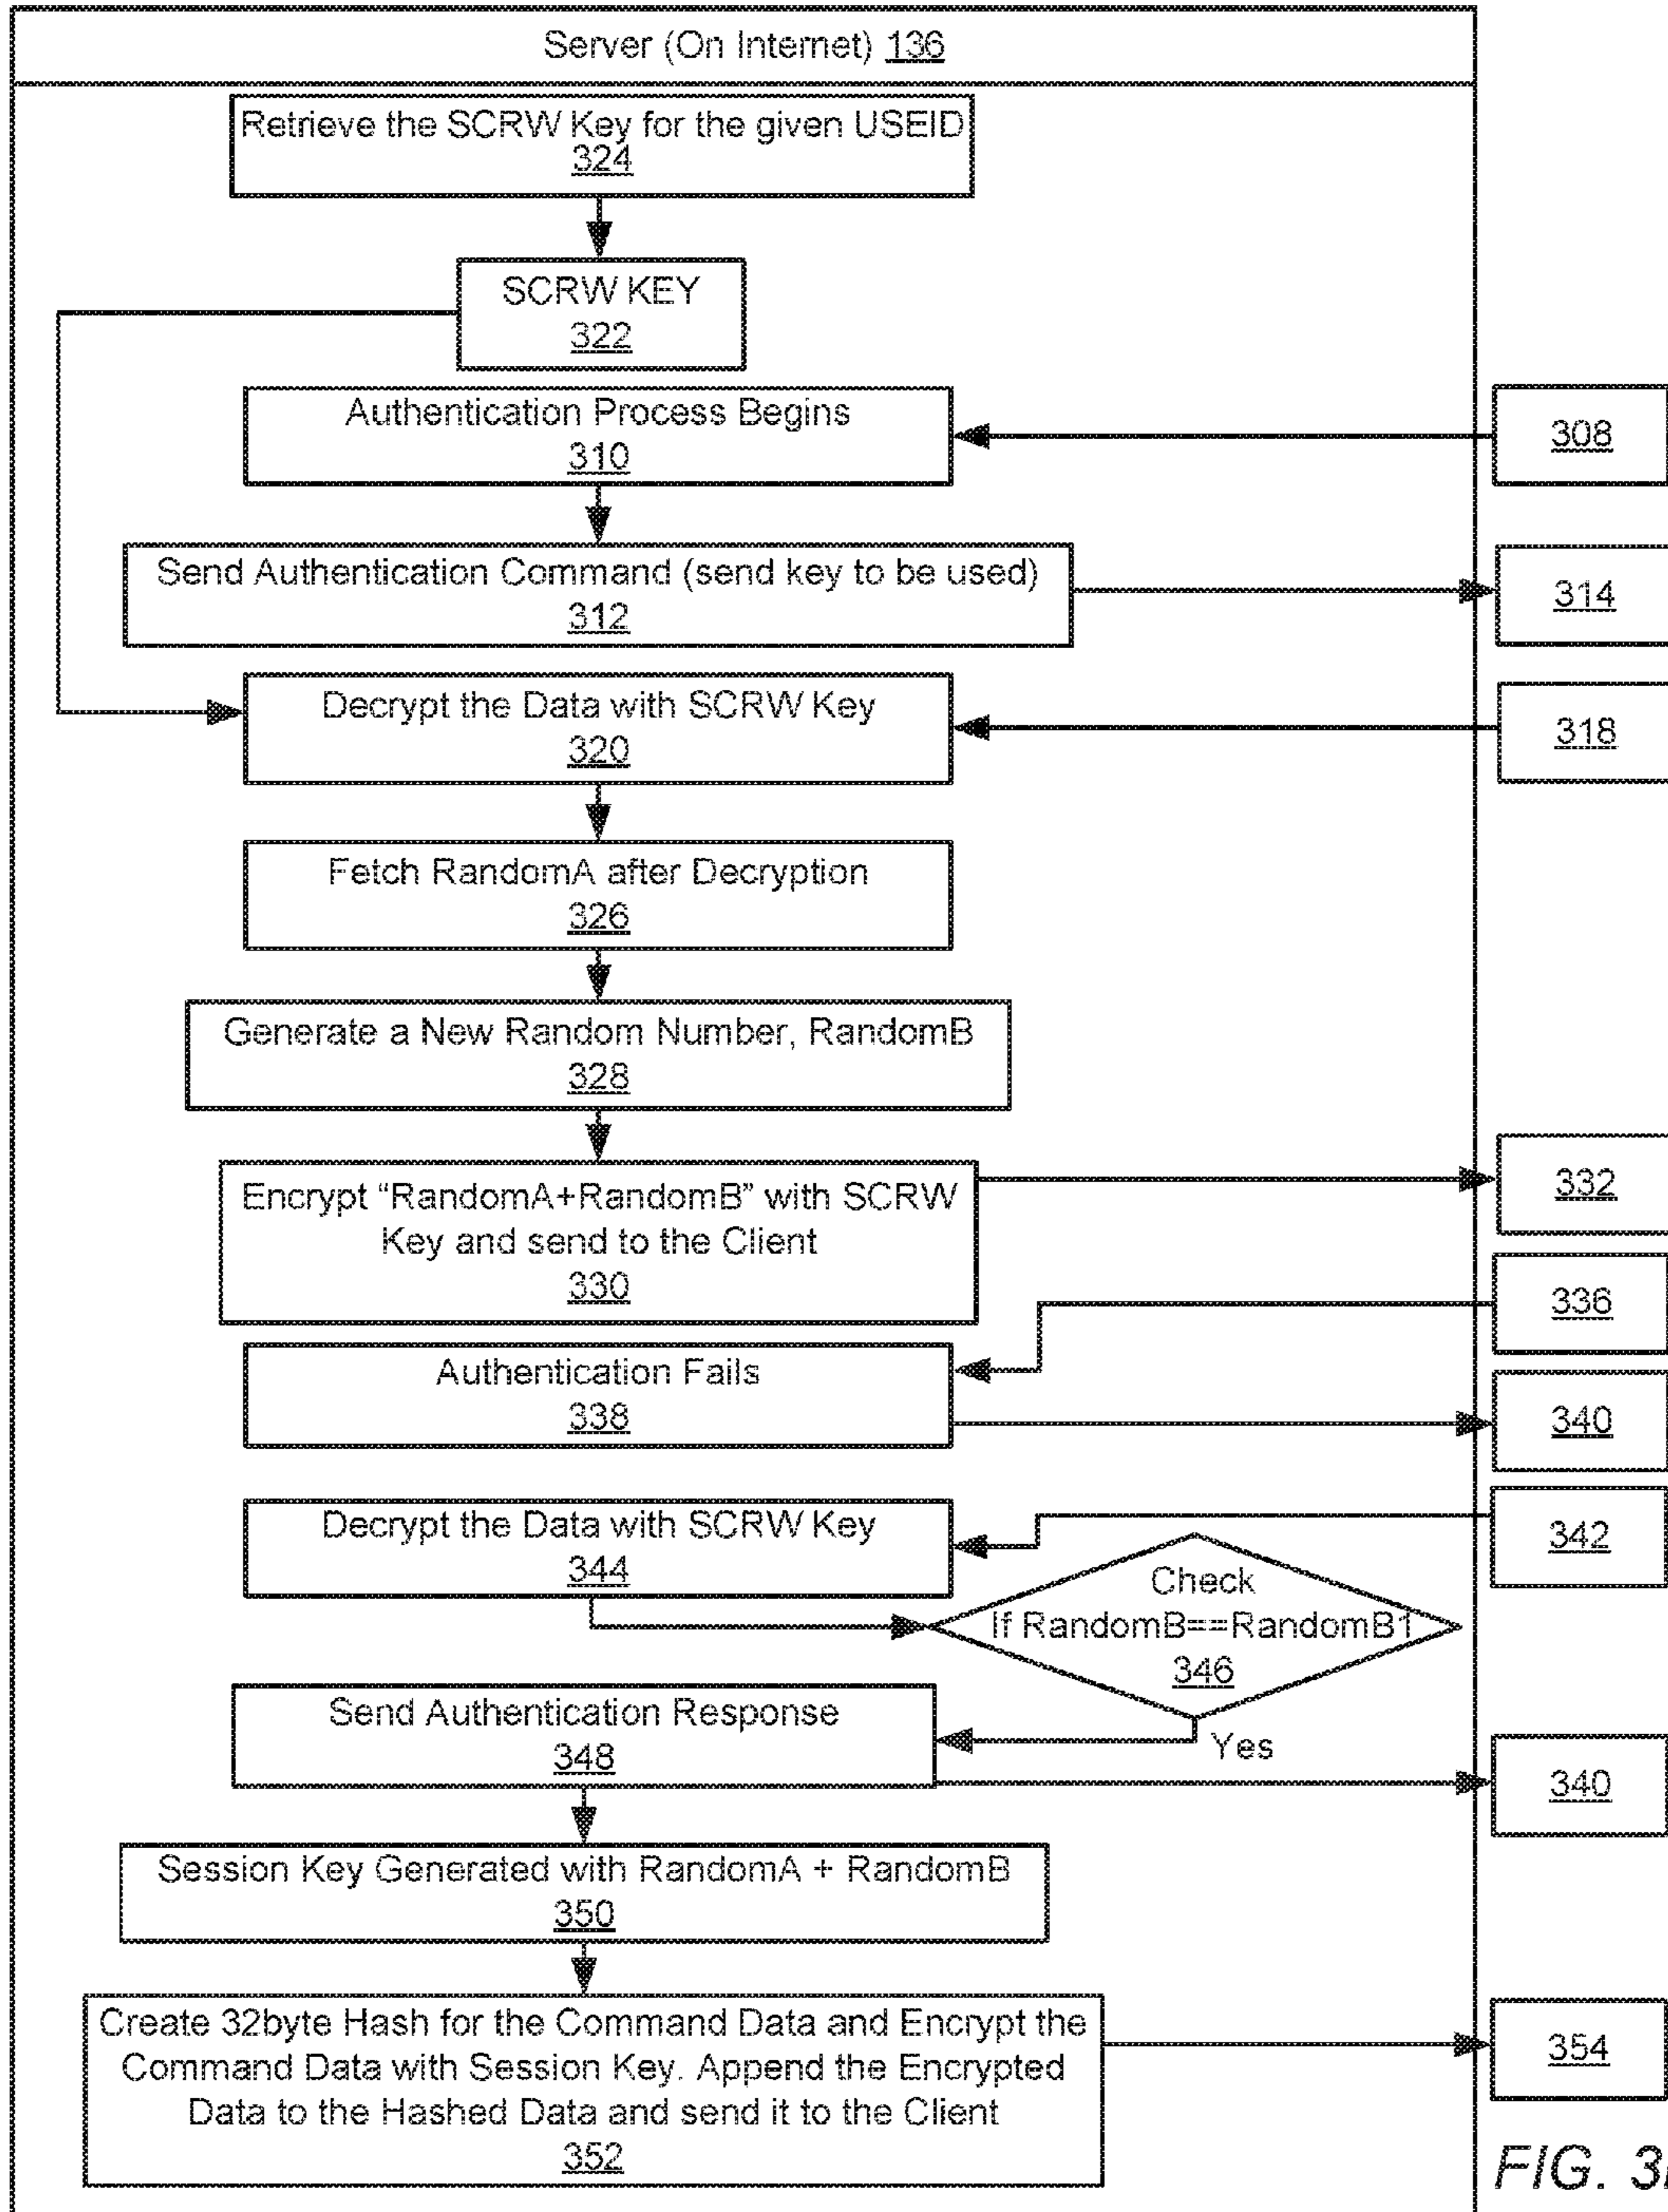 Server (On Internet) 136
Retrieve the SCRW Key for the given USEID
324
SCRW KEY
322
Authentication Process Begins
310
308
Send Authentication Command (send key to be used)
312
314
Decrypt the Data with SCRW Key
320
318
Fetch RandomA after Decryption
326
Generate a New Random Number, RandomB
328
Encrypt “RandomA+RandomB” with SCRW
Key and send to the Client
330
332
336
Authentication Fails
338
340
Decrypt the Data with SCRW Key
344
342
Check
If RandomB==RandomB1
346
Yes
Send Authentication Response
348
340
Session Key Generated with RandomA + RandomB
350
Create 32byte Hash for the Command Data and Encrypt the
Command Data with Session Key. Append the Encrypted
Data to the Hashed Data and send it to the Client
352
354
FIG. 3